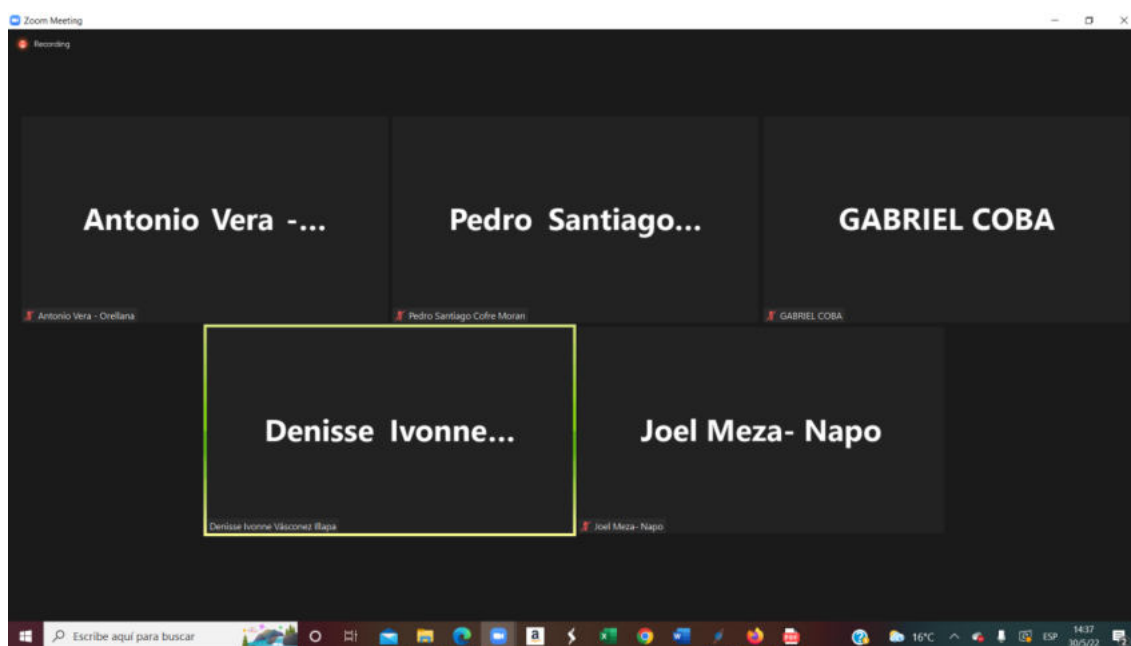 Zoom Meeting
Recording
Antonio Vera -...
Pedro Santiago...
GABRIEL COBA
Antonio Vera - Orellana
Pedro Santiago Cofre Moran
GABRIEL COBA
Denisse Ivonne...
Joel Meza- Napo
Denisse Ivonne Vásconez Illapa
Joel Meza- Napo
Escribe aquí para buscar
a
16°C
ESP
14:37
30/5/22
2